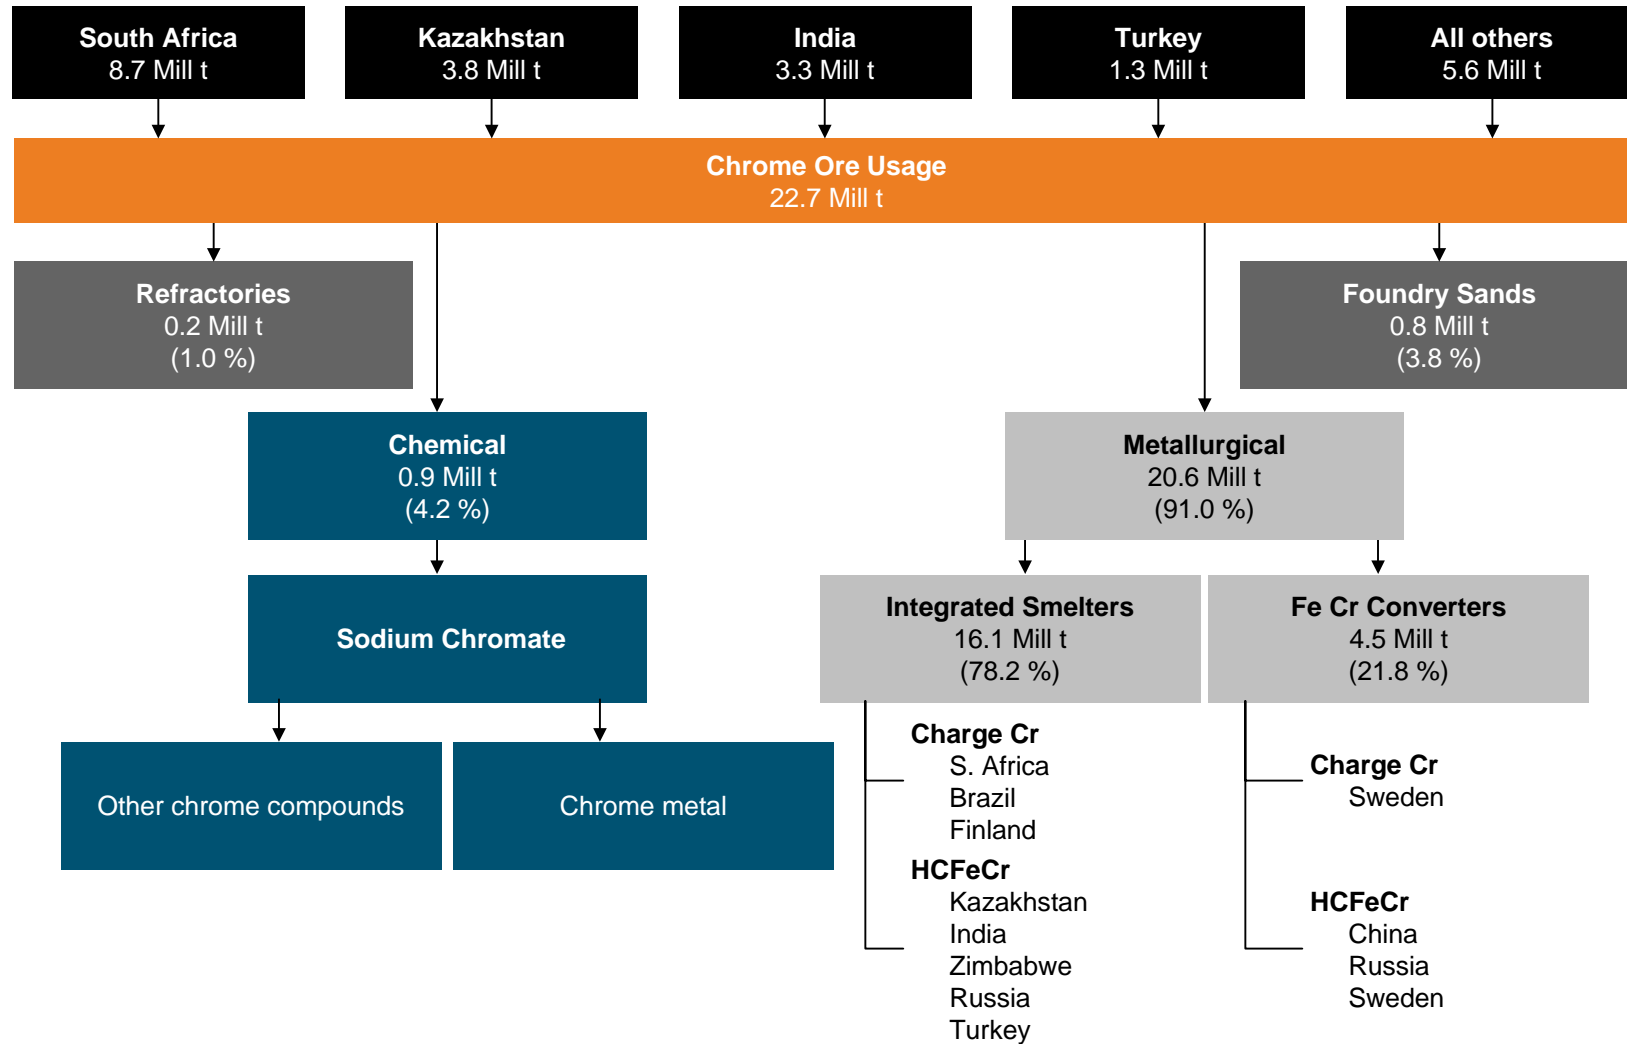 South Africa
8.7 Mill t
Kazakhstan
3.8 Mill t
India
3.3 Mill t
Turkey
1.3 Mill t
All others
5.6 Mill t
Chrome Ore Usage
22.7 Mill t
Refractories
0.2 Mill t
(1.0 %)
Foundry Sands
0.8 Mill t
(3.8 %)
Chemical
0.9 Mill t
(4.2 %)
Metallurgical
20.6 Mill t
(91.0 %)
Sodium Chromate
Integrated Smelters
16.1 Mill t
(78.2 %)
Fe Cr Converters
4.5 Mill t
(21.8 %)
Other chrome compounds
Chrome metal
Charge Cr
S. Africa
Brazil
Finland
HCFeCr
Kazakhstan
India
Zimbabwe
Russia
Turkey
Charge Cr
Sweden
HCFeCr
China
Russia
Sweden